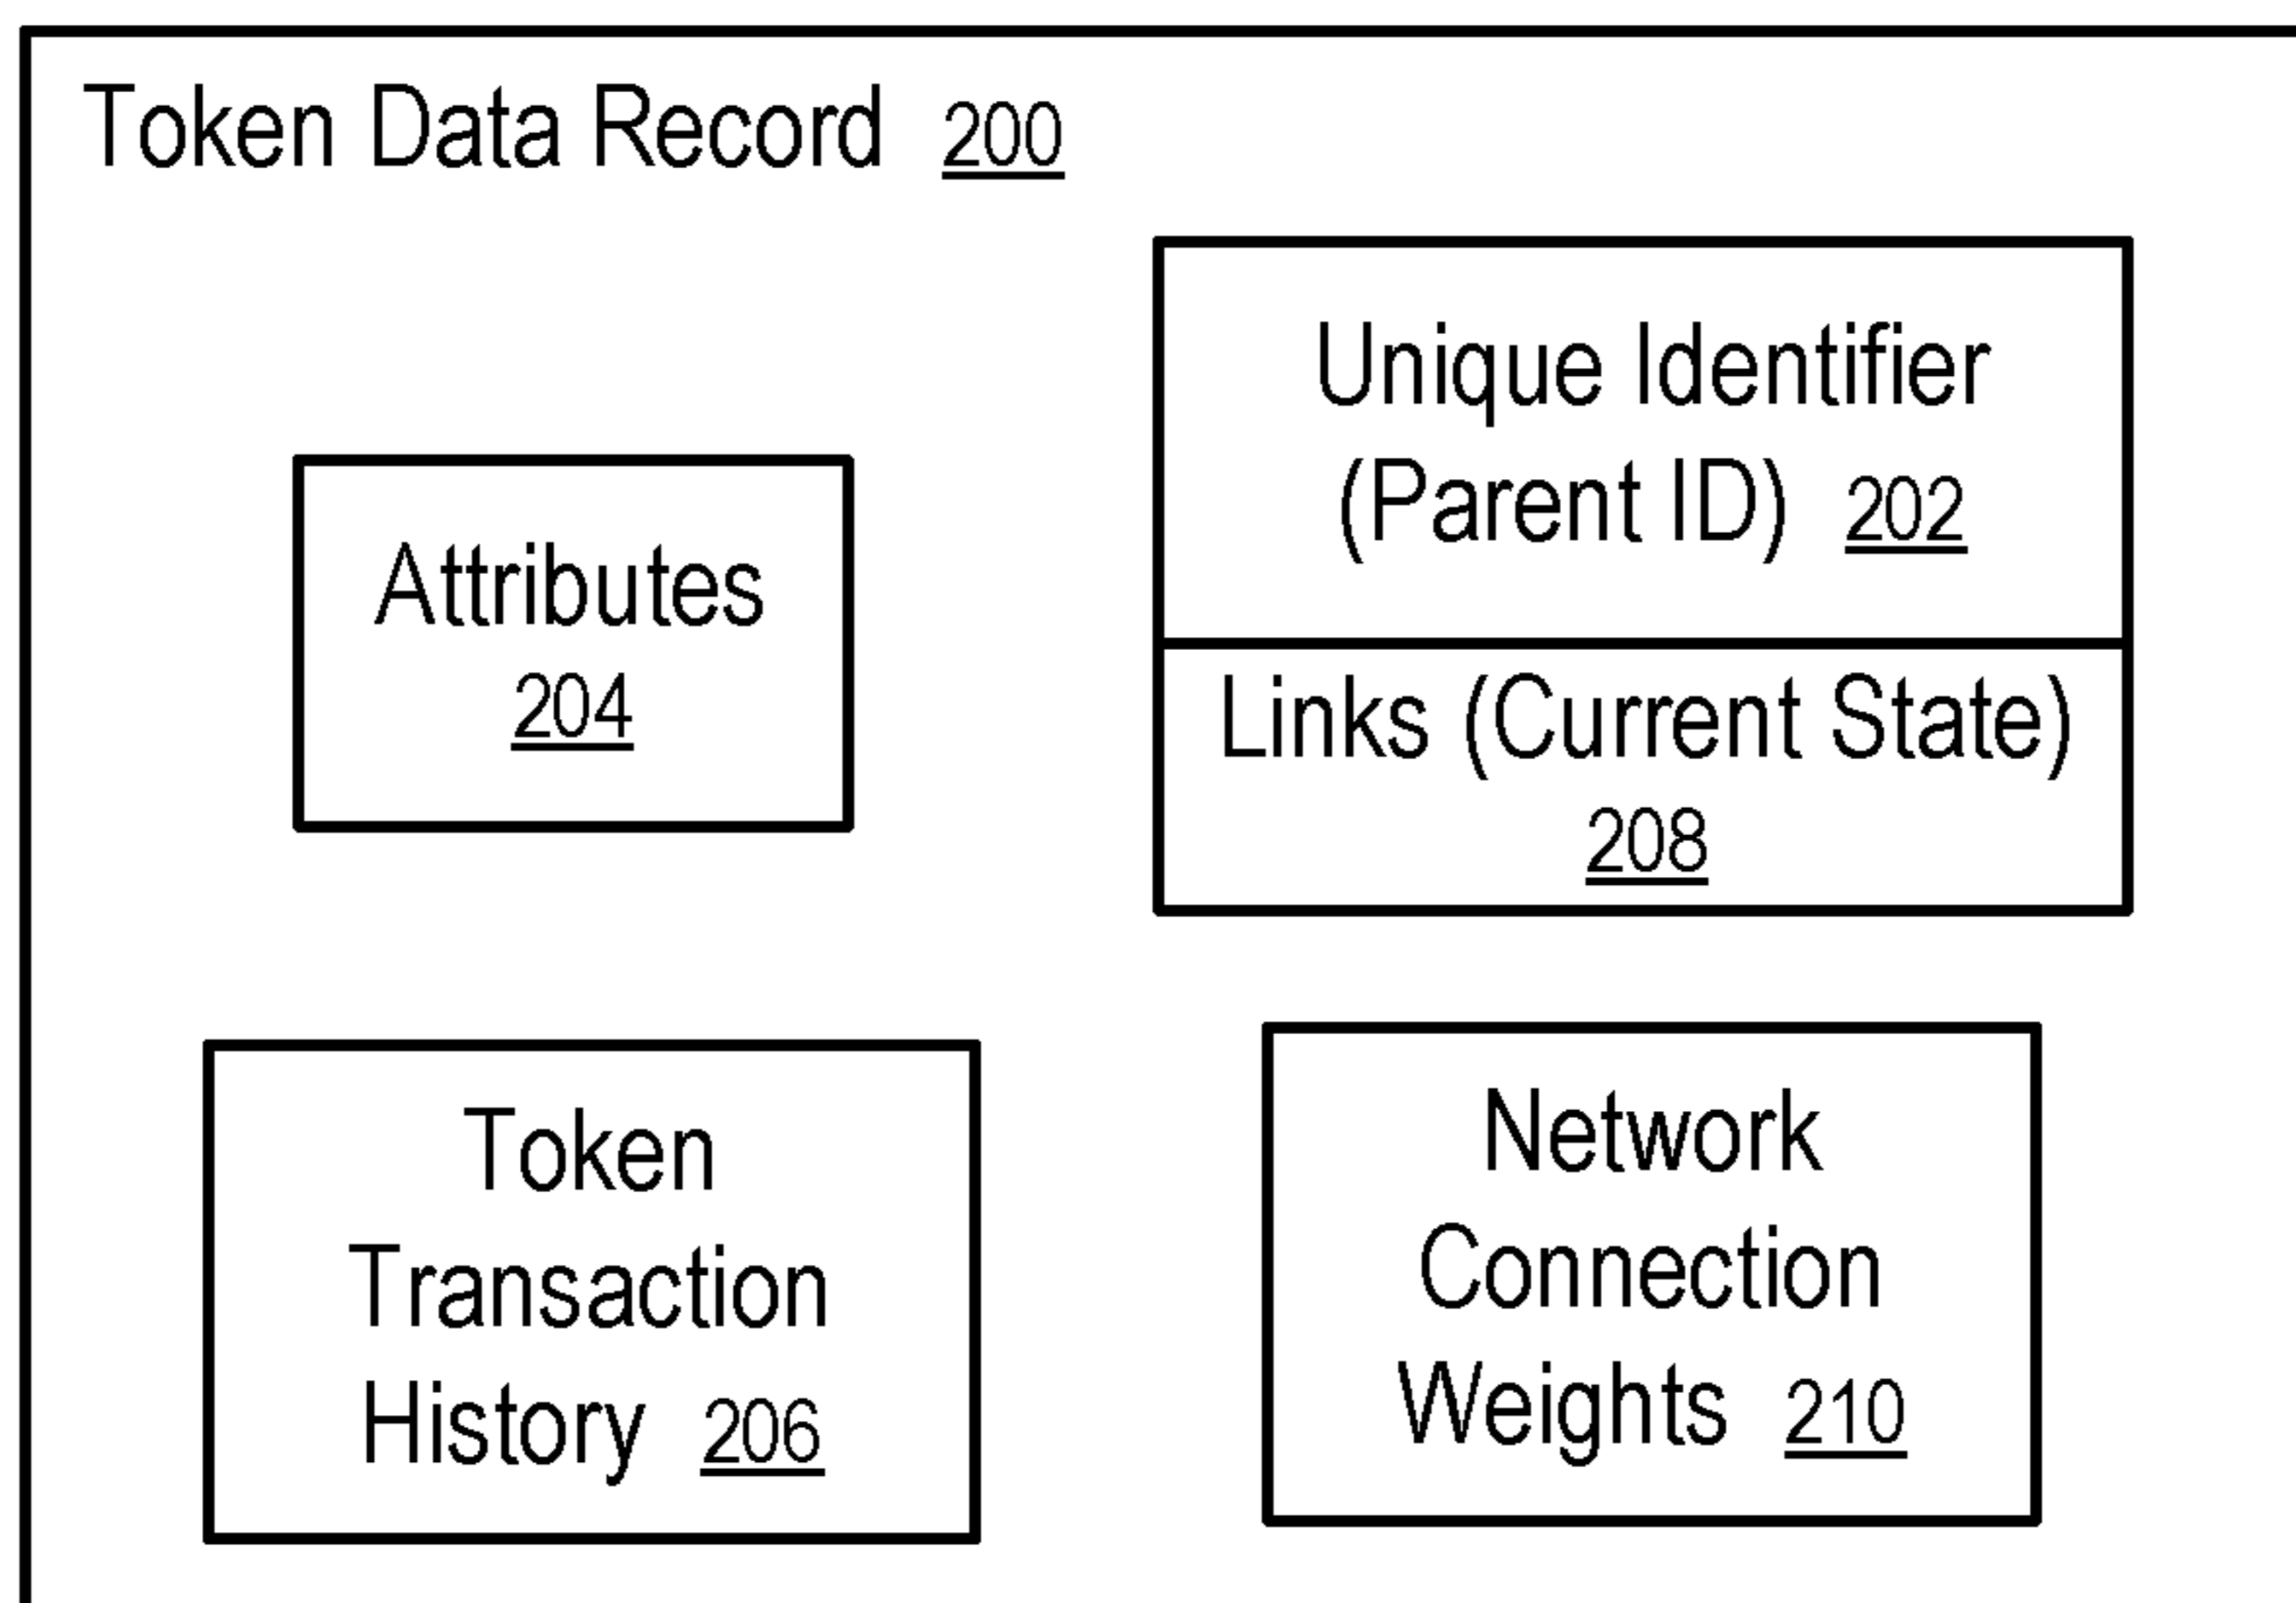 Token Data Record 200
Unique Identifier
(Parent ID) 202
Links (Current State)
208
Attributes
204
Token
Transaction
History 206
Network
Connection
Weights 210